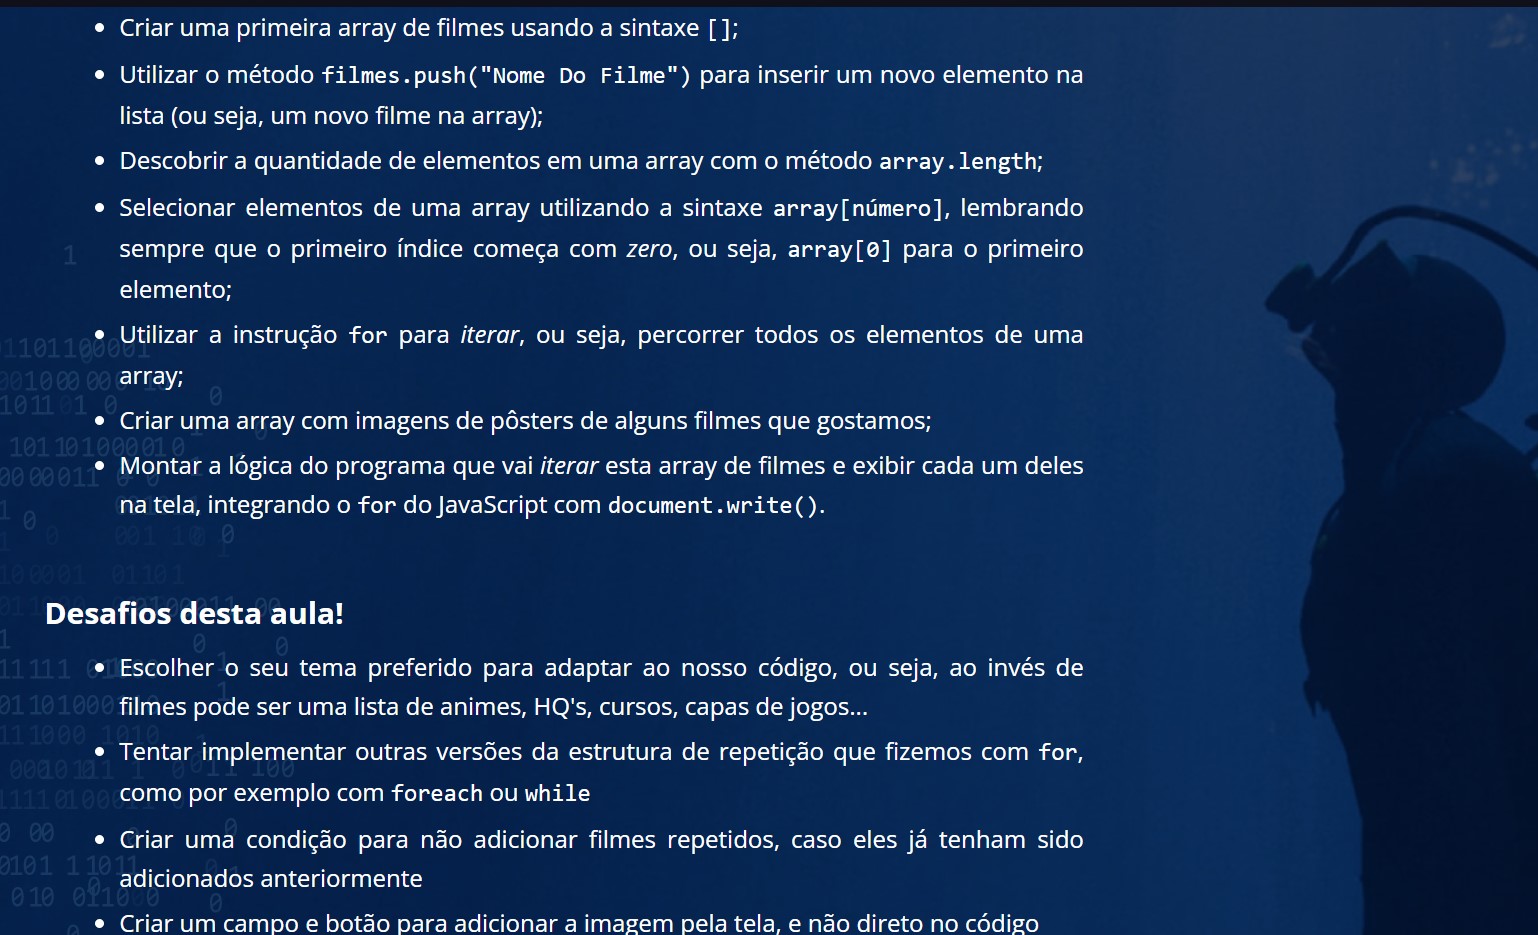 Criar uma primeira array de filmes usando a sintaxe [];
Utilizar o método filmes.push("Nome Do Filme") para inserir um novo elemento na
lista (ou seja, um novo filme na array);
Descobrir a quantidade de elementos em uma array com o método array.length;
Selecionar elementos de uma array utilizando a sintaxe array[número], lembrando
sempre que o primeiro índice começa com zero, ou seja, array[0] para o primeiro
elemento;
Utilizar a instrução for para iterar, ou seja, percorrer todos os elementos de uma
array;
Criar uma array com imagens de pôsters de alguns filmes que gostamos;
Montar a lógica do programa que vai iterar esta array de filmes e exibir cada um deles
na tela, integrando o for do JavaScript com document.write().
Desafios desta aula!
Escolher o seu tema preferido para adaptar ao nosso código, ou seja, ao invés de
filmes pode ser uma lista de animes, HQ's, cursos, capas de jogos...
Tentar implementar outras versões da estrutura de repetição que fizemos com for,
como por exemplo com foreach ou while
Criar uma condição para não adicionar filmes repetidos, caso eles já tenham sido
adicionados anteriormente
Criar um campo e botão para adicionar a imagem pela tela, e não direto no código